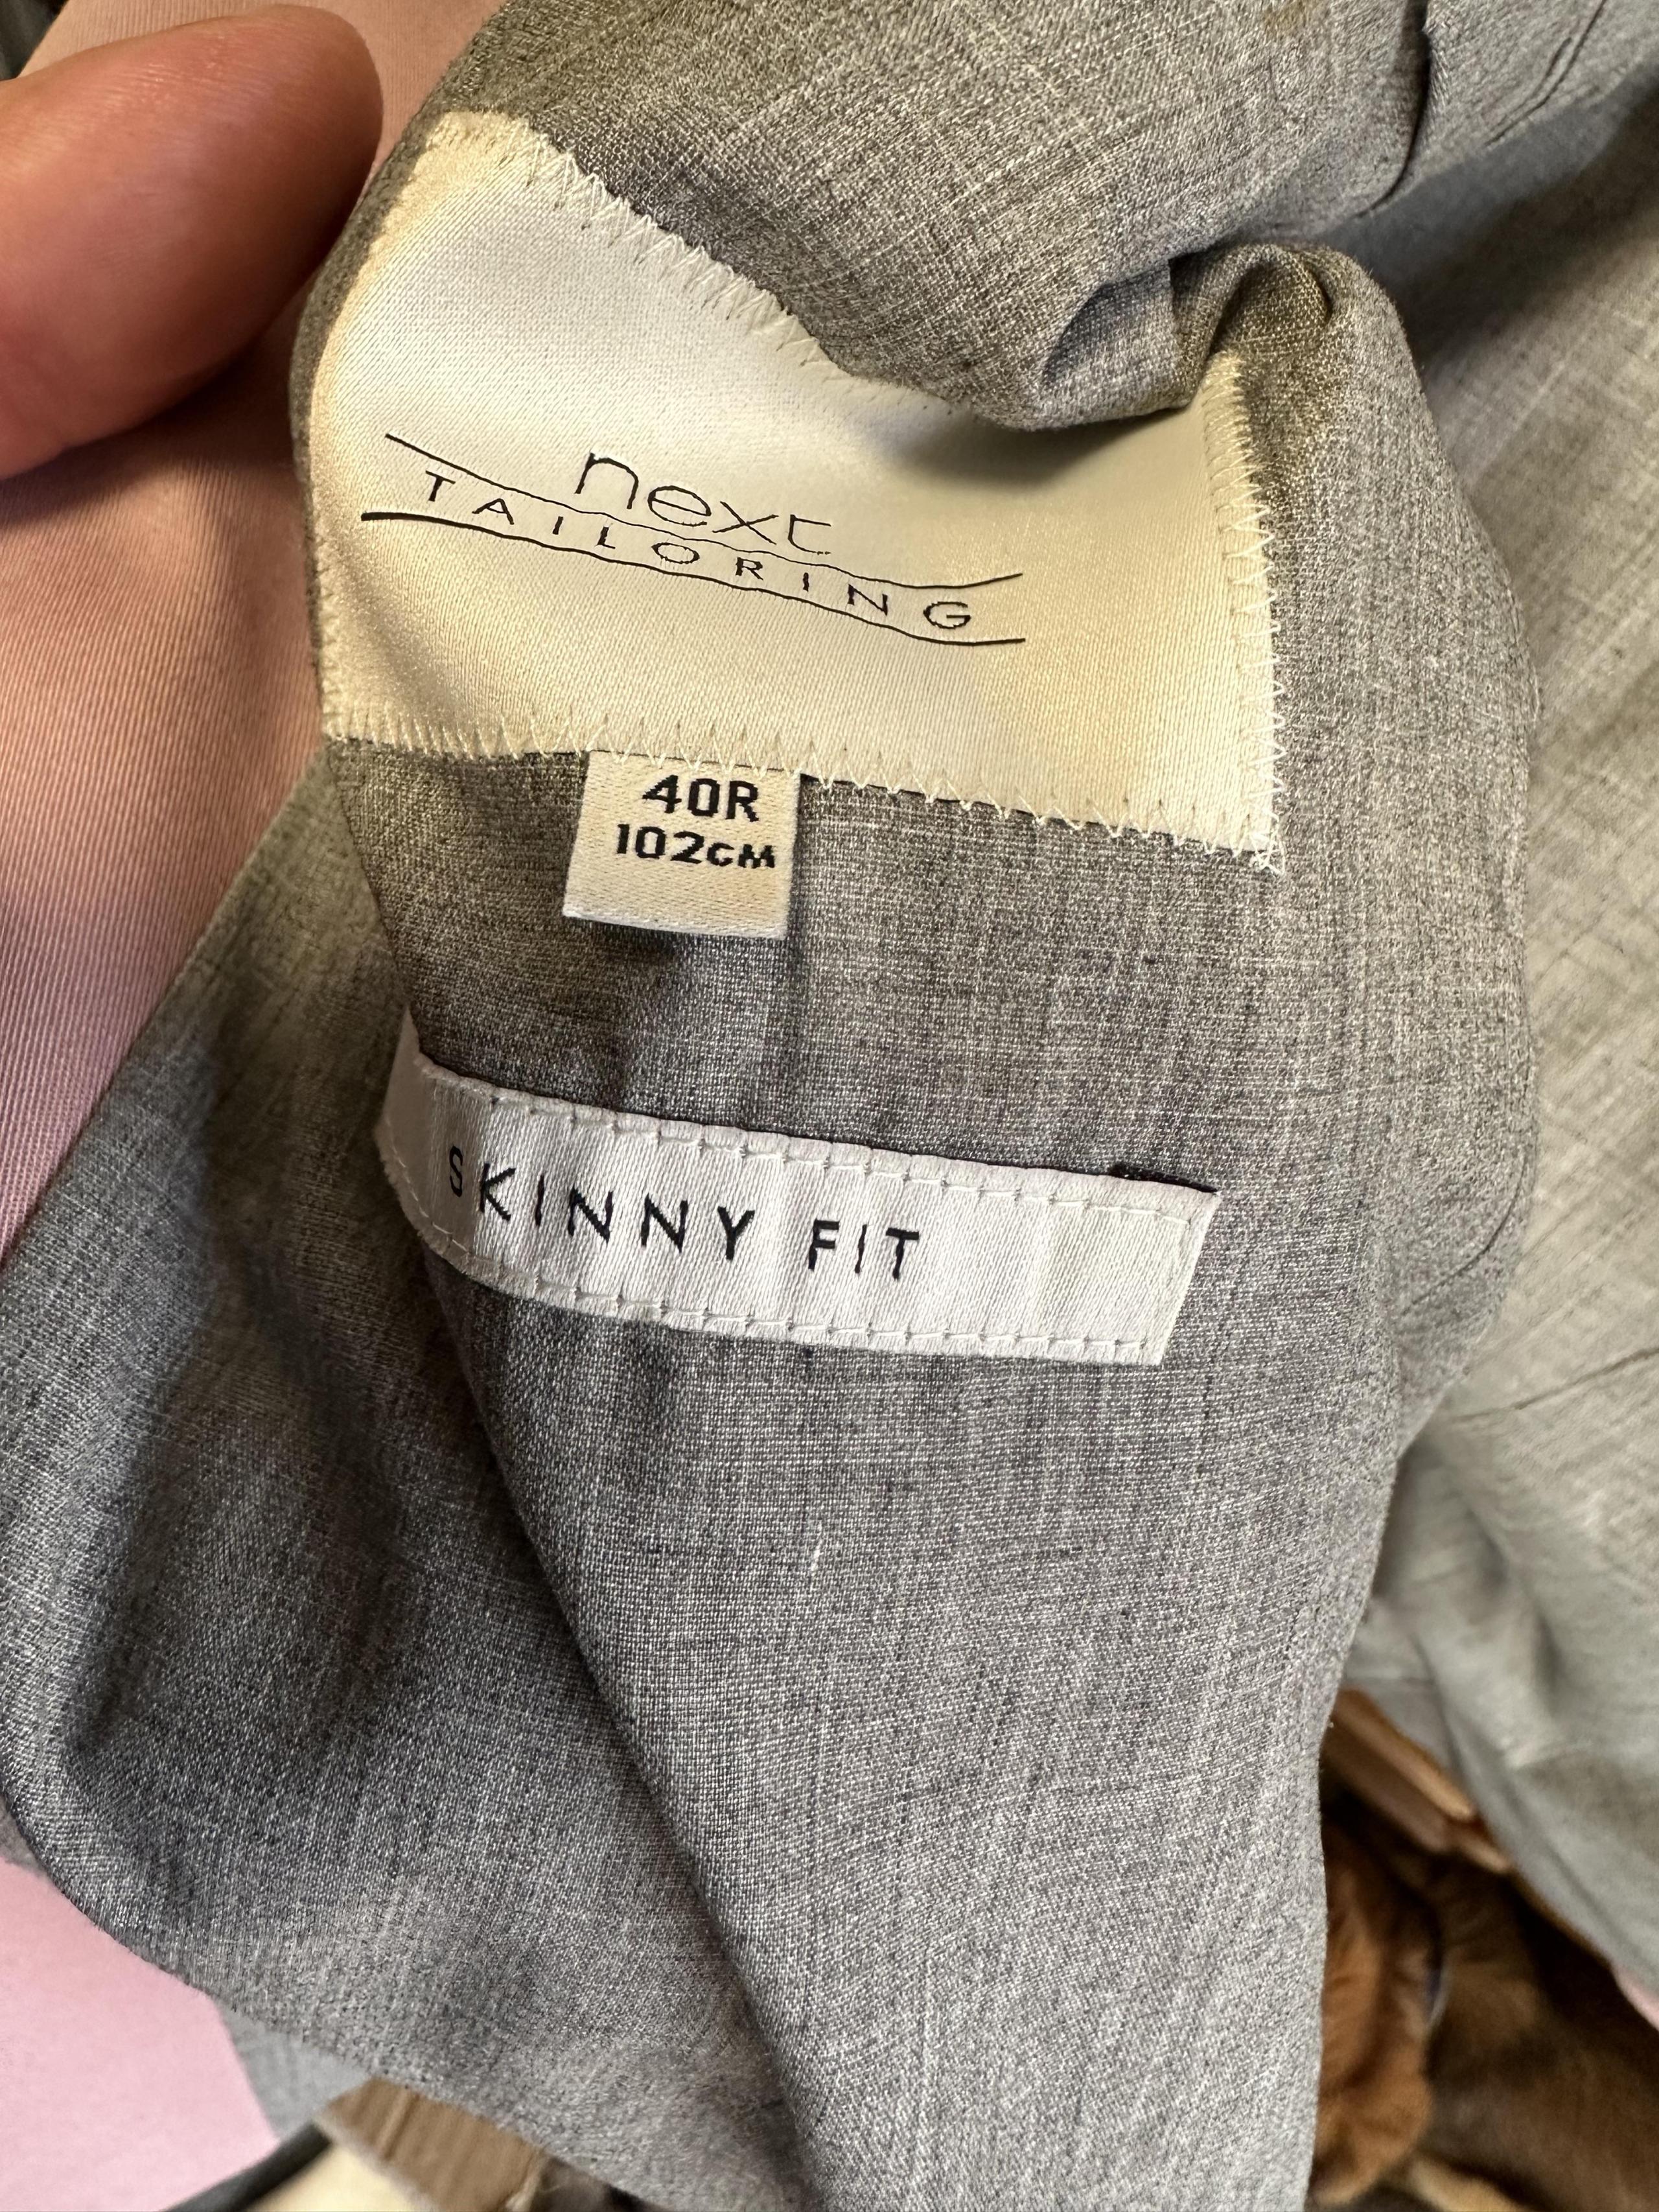 next
TAILORING
40R
102CM
SKINNY FIT